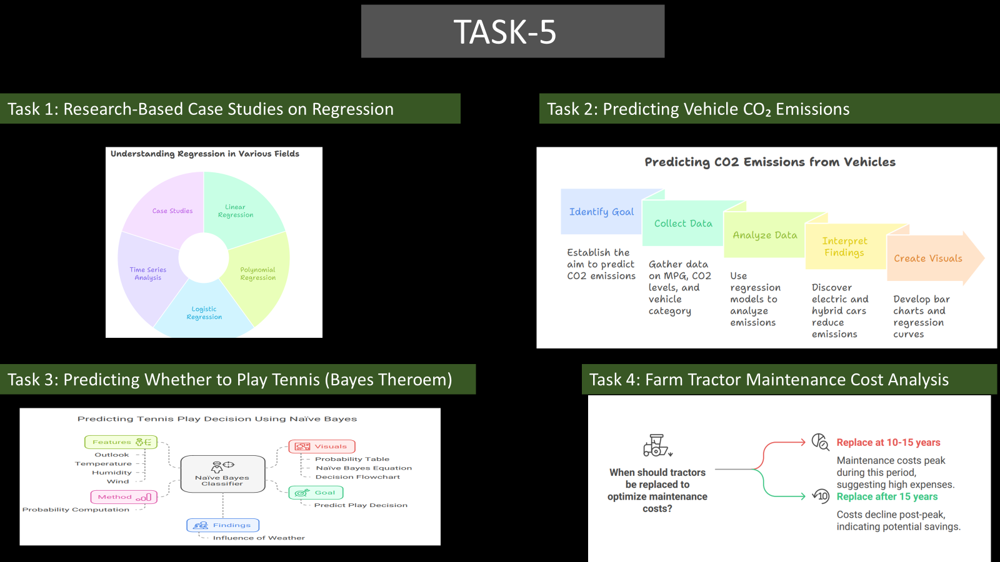 TASK-5
Task 1: Research-Based Case Studies on Regression
Understanding Regression in Various Fields
Case Studies
Linear
Regression
Time Series
Analysis
Polynomial
Regression
Logistic
Regression
Task 2: Predicting Vehicle CO₂ Emissions
Predicting CO2 Emissions from Vehicles
Identify Goal
Establish the
aim to predict
CO2 emissions
Collect Data
Gather data
on MPG, CO2
levels, and
vehicle
category
Analyze Data
Use
regression
models to
analyze
emissions
Interpret
Findings
Discover
electric and
hybrid cars
reduce
emissions
Create Visuals
Develop bar
charts and
regression
curves
Task 3: Predicting Whether to Play Tennis (Bayes Theroem)
Predicting Tennis Play Decision Using Naïve Bayes
Features
Outlook
Temperature
Humidity
Wind
Method
Probability Computation
Naïve Bayes
Classifier
Visuals
Probability Table
Naïve Bayes Equation
Decision Flowchart
Goal
Predict Play Decision
Findings
Influence of Weather
Task 4: Farm Tractor Maintenance Cost Analysis
When should tractors
be replaced to
optimize maintenance
costs?
Replace at 10-15 years
Maintenance costs peak
during this period,
suggesting high expenses.
10
Replace after 15 years
Costs decline post-peak,
indicating potential savings.